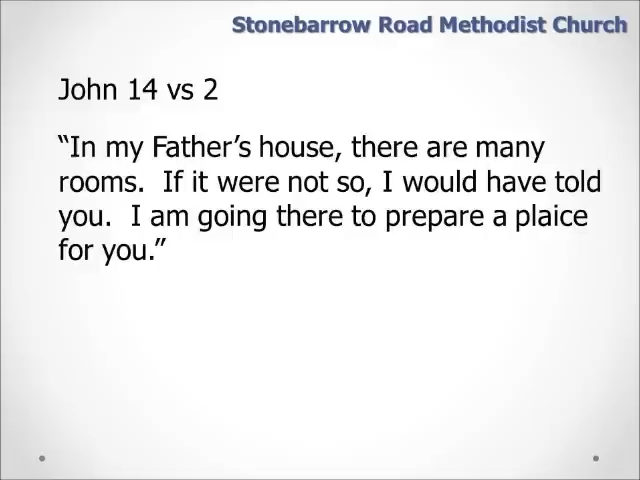 Stonebarrow Road Methodist Church
John 14 vs 2
“In my Father’s house, there are many
rooms.  If it were not so, I would have told
you.  I am going there to prepare a plaice
for you.”